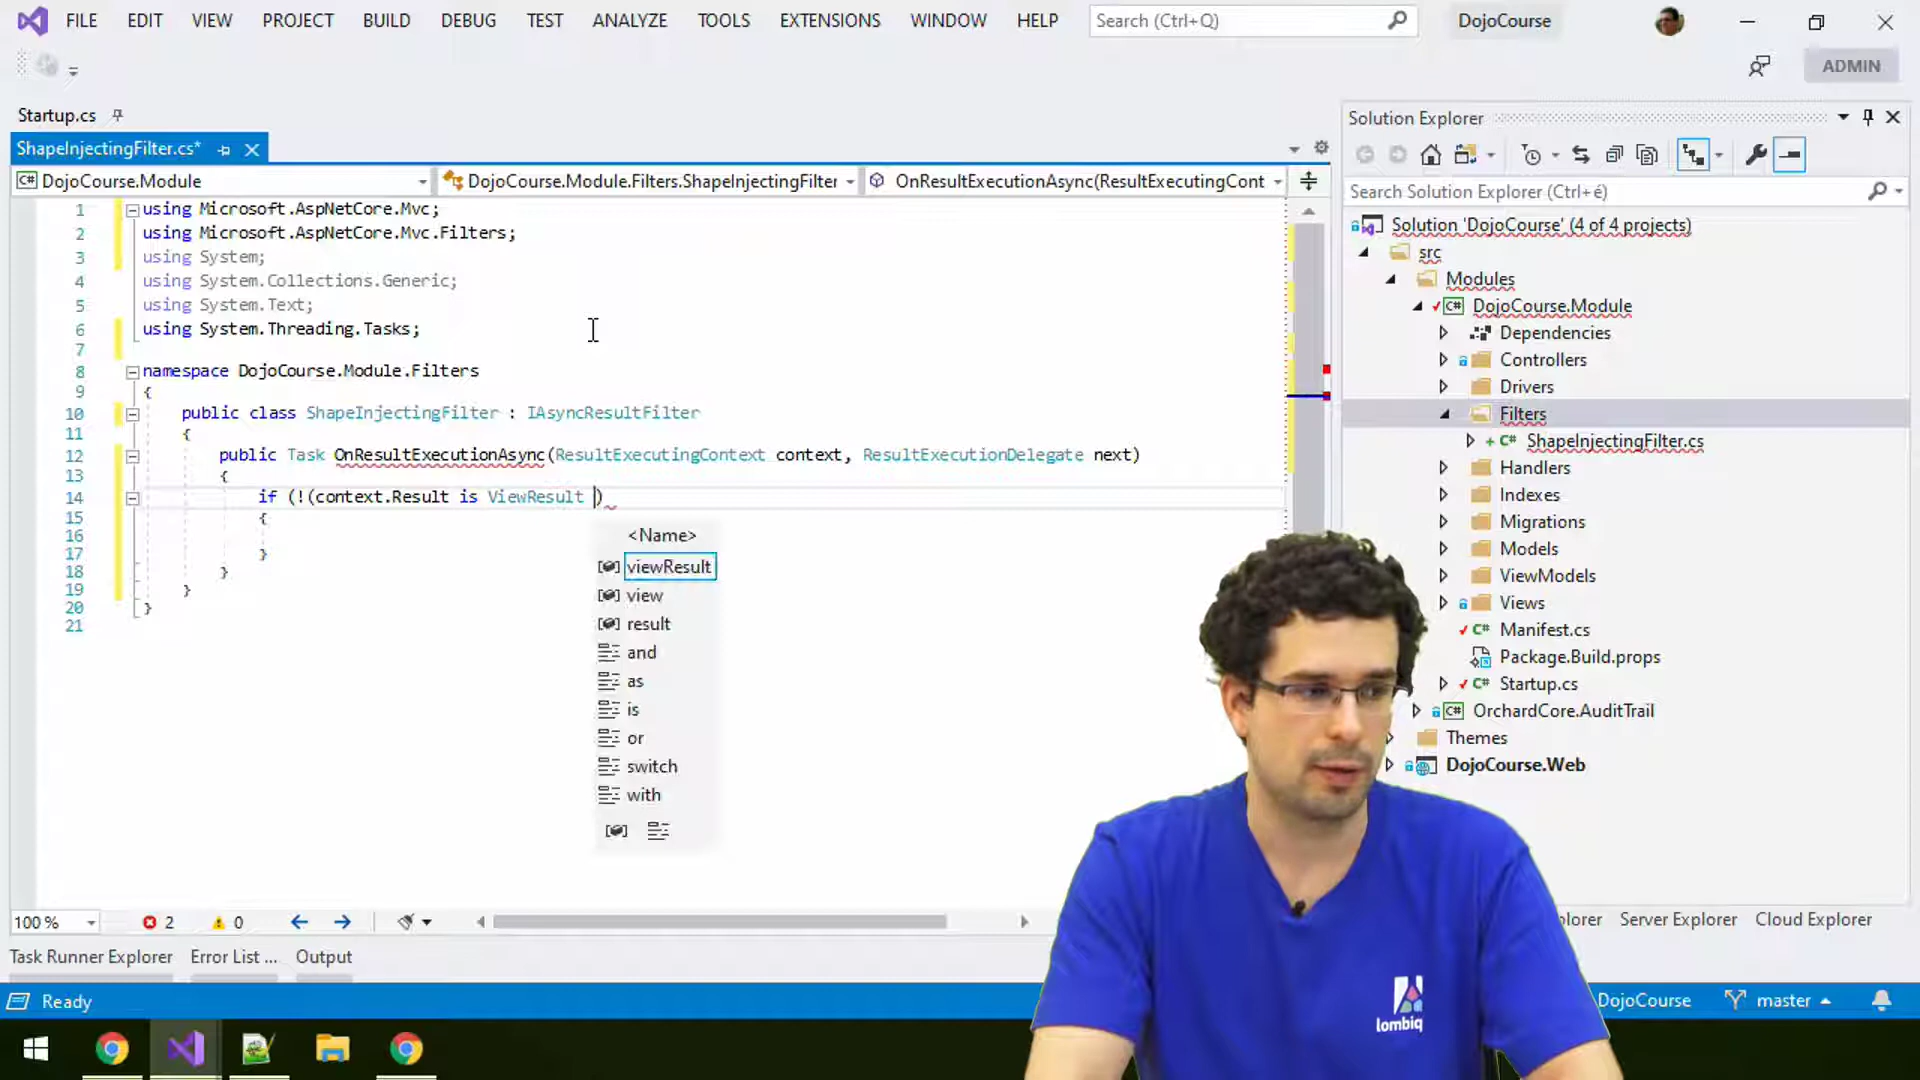 FILE EDIT VIEW PROJECT BUILD DEBUG TEST ANALYZE TOOLS EXTENSIONS WINDOW HELP Search (Ctrl+Q) DojoCourse
ADMIN
Startup.cs
ShapeInjectingFilter.cs*
C# DojoCourse.Module DojoCourse.Module.Filters.ShapeInjectingFilter OnResultExecutionAsync(ResultExecutingCont
1 using Microsoft.AspNetCore.Mvc;
2 using Microsoft.AspNetCore.Mvc.Filters;
3 using System;
4 using System.Collections.Generic;
5 using System.Text;
6 using System.Threading.Tasks;
7
8 namespace DojoCourse.Module.Filters
9 {
10 public class ShapeInjectingFilter : IAsyncResultFilter
11 {
12 public Task OnResultExecutionAsync(ResultExecutingContext context, ResultExecutionDelegate next)
13 {
14 if (!(context.Result is ViewResult )
15 {
16
17 }
18 }
19 }
20 }
21
<Name>
viewResult
view
result
and
as
is
or
switch
with
100 % 2 0
Task Runner Explorer Error List ... Output
Ready
Solution Explorer
Search Solution Explorer (Ctrl+é)
Solution 'DojoCourse' (4 of 4 projects)
src
Modules
C# DojoCourse.Module
Dependencies
Controllers
Drivers
Filters
C# ShapeInjectingFilter.cs
Handlers
Indexes
Migrations
Models
ViewModels
Views
C# Manifest.cs
Package.Build.props
C# Startup.cs
C# OrchardCore.AuditTrail
Themes
DojoCourse.Web
plorer Server Explorer Cloud Explorer
DojoCourse master
lombiq